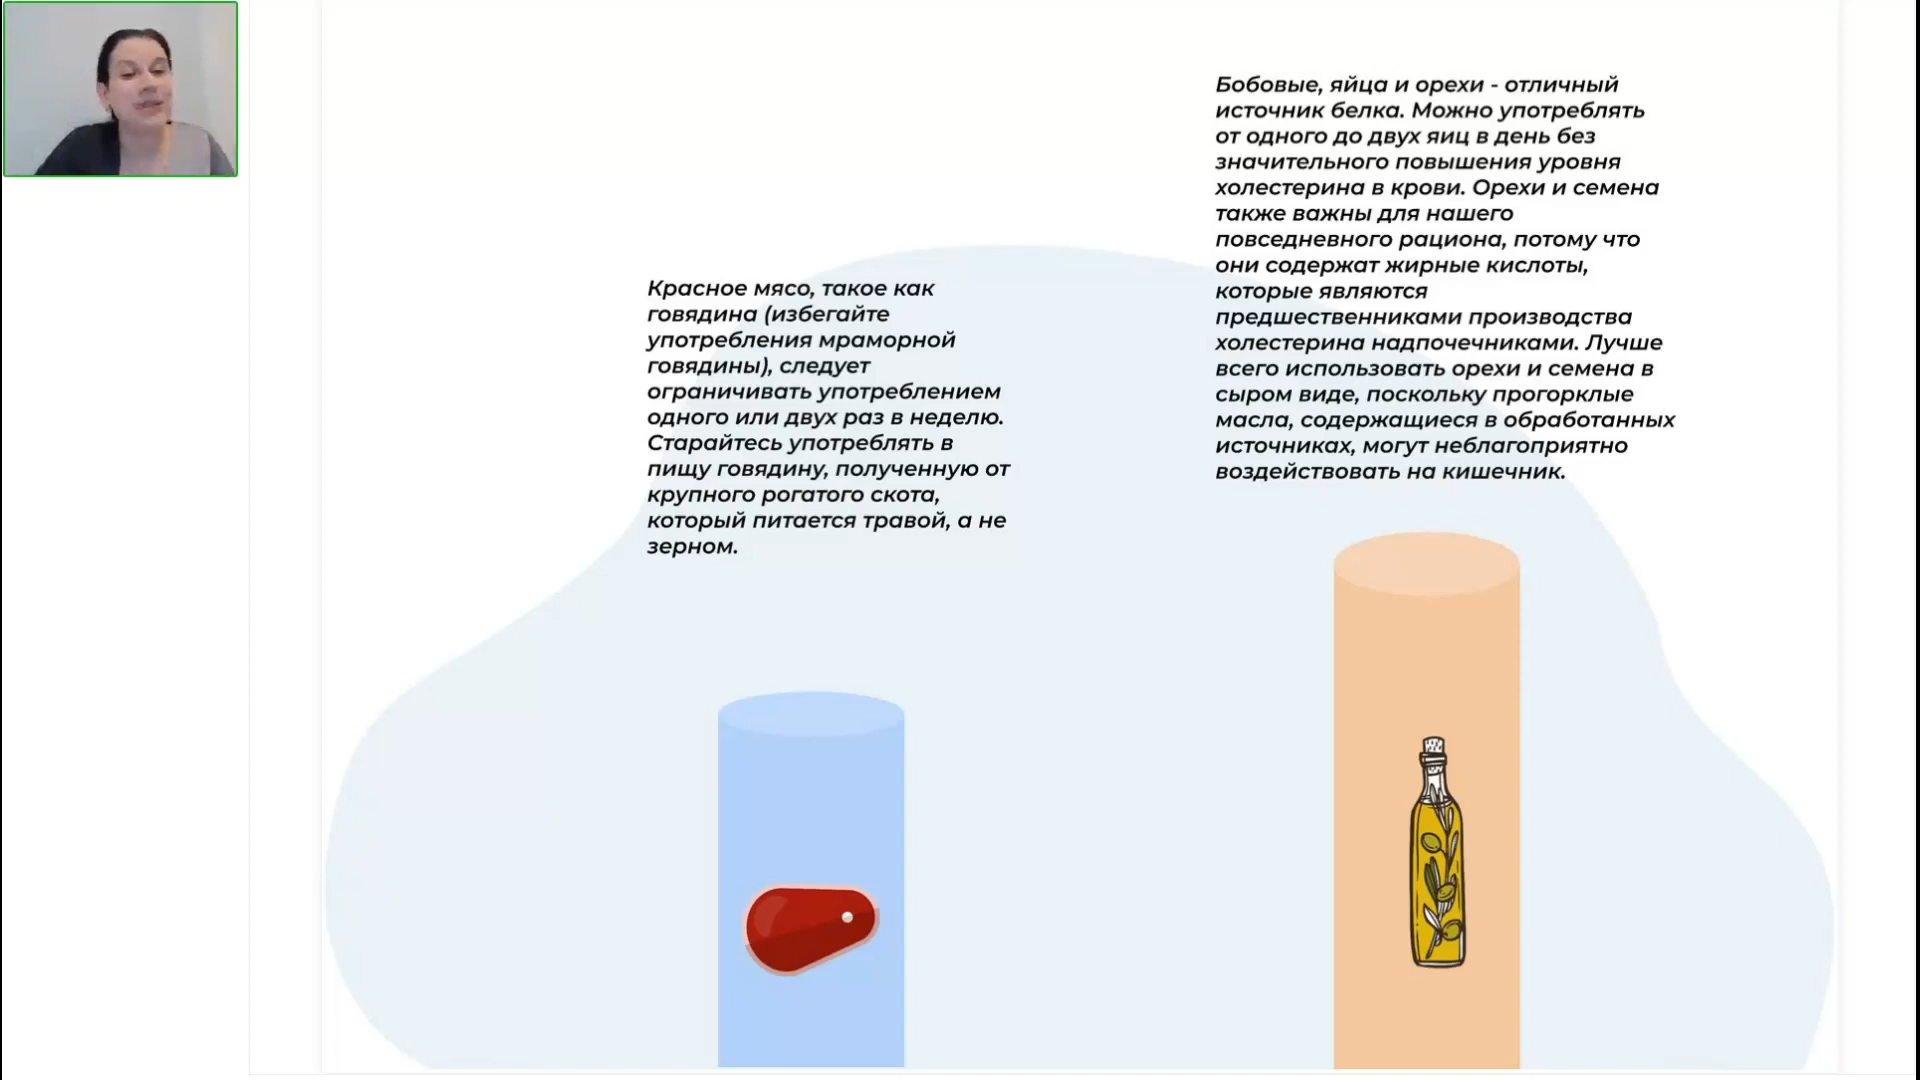 Красное мясо, такое как
говядина (избегайте
употребления мраморной
говядины), следует
ограничивать употреблением
одного или двух раз в неделю.
Старайтесь употреблять в
пищу говядину, полученную от
крупного рогатого скота,
который питается травой, а не
зерном.
Бобовые, яйца и орехи - отличный
источник белка. Можно употреблять
от одного до двух яиц в день без
значительного повышения уровня
холестерина в крови. Орехи и семена
также важны для нашего
повседневного рациона, потому что
они содержат жирные кислоты,
которые являются
предшественниками производства
холестерина надпочечниками. Лучше
всего использовать орехи и семена в
сыром виде, поскольку прогорклые
масла, содержащиеся в обработанных
источниках, могут неблагоприятно
воздействовать на кишечник.